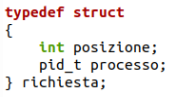 typedef struct
{
    int posizione;
    pid_t processo;
} richiesta;